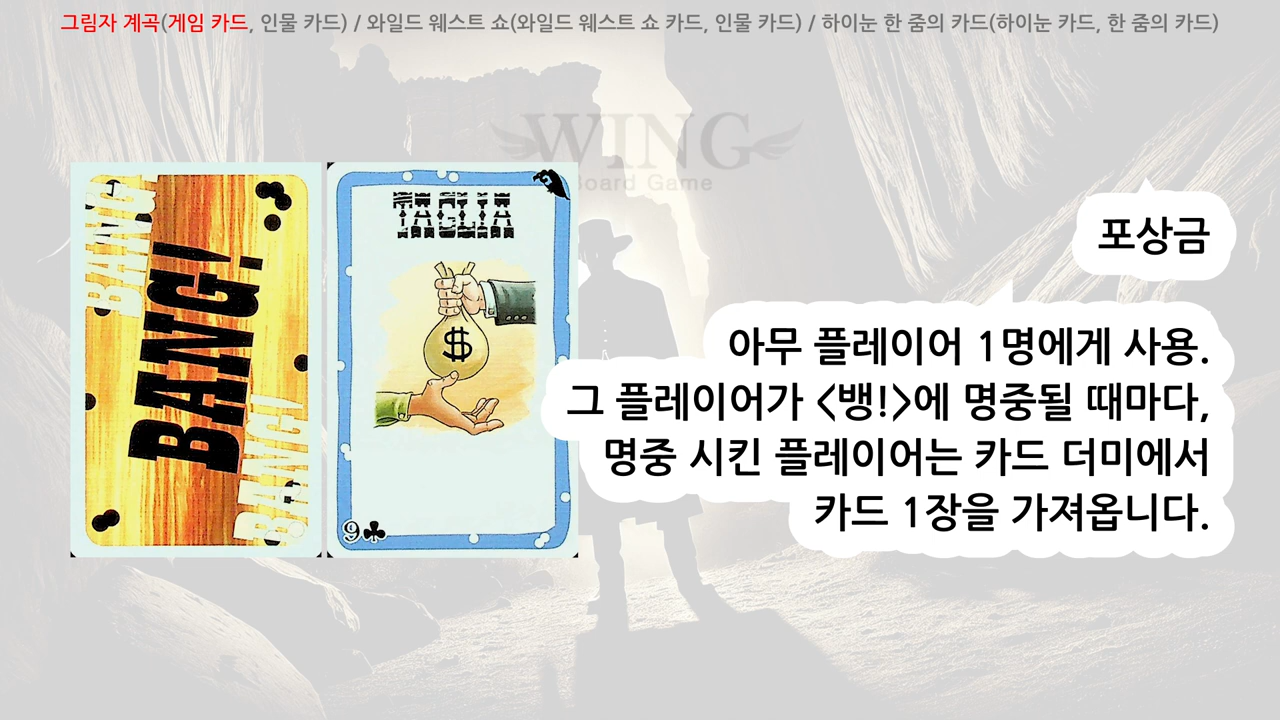 그림자 계곡(게임 카드, 인물 카드) / 와일드 웨스트 쇼(와일드 웨스트 쇼 카드, 인물 카드) / 하이눈 한 줌의 카드(하이눈 카드, 한 줌의 카드)
WING
Board Game
BANG
BANG!
BANG!
TAGLIA
$
9♣
포상금
아무 플레이어 1명에게 사용.
그 플레이어가 <뱅!>에 명중될 때마다,
명중 시킨 플레이어는 카드 더미에서
카드 1장을 가져옵니다.